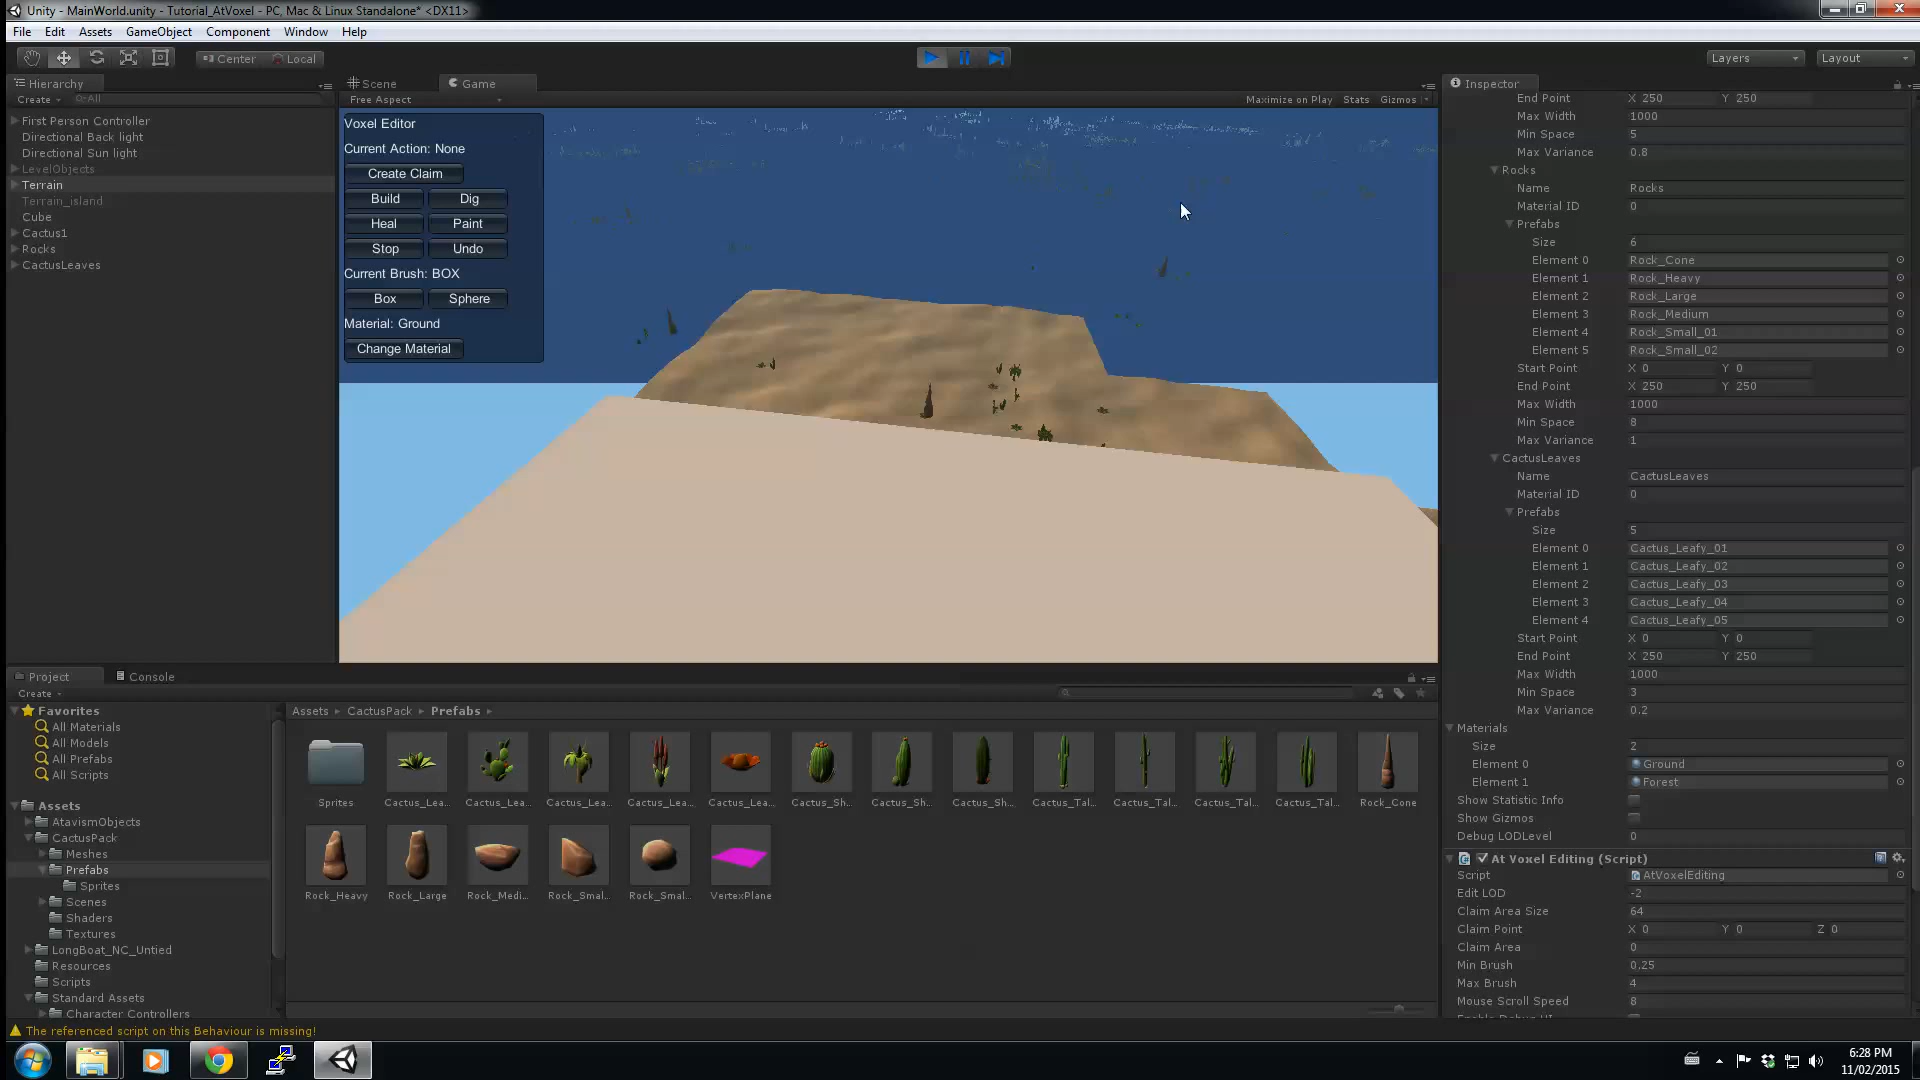 Unity - MainWorld.unity - Tutorial_AtVoxel - PC, Mac & Linux Standalone* <DX11>
File Edit Assets GameObject Component Window Help
Center Local Layers Layout
Hierarchy
Create All
First Person Controller
Directional Back light
Directional Sun light
LevelObjects
Terrain
Terrain_island
Cube
Cactus1
Rocks
CactusLeaves
Scene Game
Free Aspect Maximize on Play Stats Gizmos
Voxel Editor
Current Action: None
Create Claim
Build Dig
Heal Paint
Stop Undo
Current Brush: BOX
Box Sphere
Material: Ground
Change Material
Inspector
End Point X 250 Y 250
Max Width 1000
Min Space 5
Max Variance 0.8
Rocks
Name Rocks
Material ID 0
Prefabs
Size 6
Element 0 Rock_Cone
Element 1 Rock_Heavy
Element 2 Rock_Large
Element 3 Rock_Medium
Element 4 Rock_Small_01
Element 5 Rock_Small_02
Start Point X 0 Y 0
End Point X 250 Y 250
Max Width 1000
Min Space 8
Max Variance 1
CactusLeaves
Name CactusLeaves
Material ID 0
Prefabs
Size 5
Element 0 Cactus_Leafy_01
Element 1 Cactus_Leafy_02
Element 2 Cactus_Leafy_03
Element 3 Cactus_Leafy_04
Element 4 Cactus_Leafy_05
Start Point X 0 Y 0
End Point X 250 Y 250
Max Width 1000
Min Space 3
Max Variance 0.2
Materials
Size 2
Element 0 Ground
Element 1 Forest
Show Statistic Info
Show Gizmos
Debug LODLevel 0
At Voxel Editing (Script)
Script AtVoxelEditing
Edit LOD -2
Claim Area Size 64
Claim Point X 0 Y 0 Z 0
Claim Area 0
Min Brush 0.25
Max Brush 4
Mouse Scroll Speed 8
Project Console
Create
Favorites
All Materials
All Models
All Prefabs
All Scripts
Assets
AtavismObjects
CactusPack
Meshes
Prefabs
Sprites
Scenes
Shaders
Textures
LongBoat_NC_Untied
Resources
Scripts
Standard Assets
Character Controllers
Assets CactusPack Prefabs
Sprites Cactus_Lea... Cactus_Lea... Cactus_Lea... Cactus_Lea... Cactus_Lea... Cactus_Sh... Cactus_Sh... Cactus_Sh... Cactus_Tal... Cactus_Tal... Cactus_Tal... Cactus_Tal... Rock_Cone
Rock_Heavy Rock_Large Rock_Medi... Rock_Smal... Rock_Smal... VertexPlane
The referenced script on this Behaviour is missing!
6:28 PM
11/02/2015